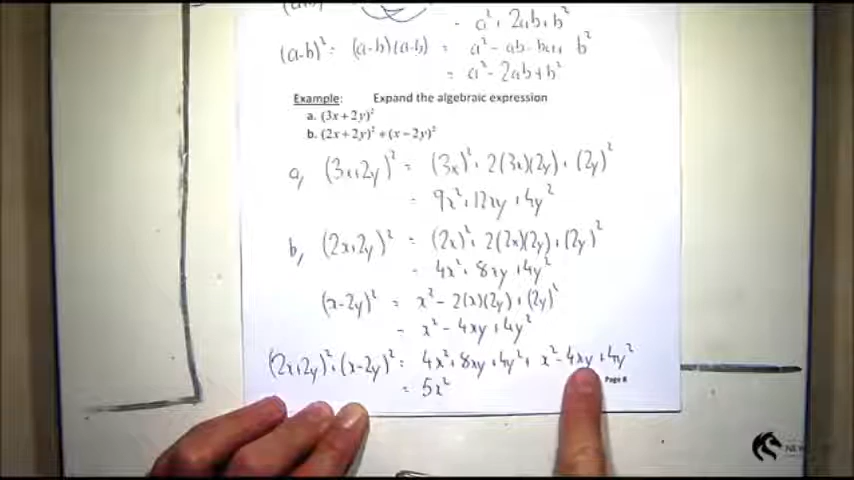 = a² + 2ab + b²
(a-b)² = (a-b)(a-b) = a² - ab - ba + b²
= a² - 2ab + b²
Example: Expand the algebraic expression
a. (3x + 2y)²
b. (2x + 2y)² + (x - 2y)²
a, (3x+2y)² = (3x)² + 2(3x)(2y) + (2y)²
= 9x² + 12xy + 4y²
b, (2x+2y)² = (2x)² + 2(2x)(2y) + (2y)²
= 4x² + 8xy + 4y²
(x-2y)² = x² - 2(x)(2y) + (2y)²
= x² - 4xy + 4y²
(2x+2y)² + (x-2y)² = 4x² + 8xy + 4y² + x² - 4xy + 4y²
= 5x²
Page 8